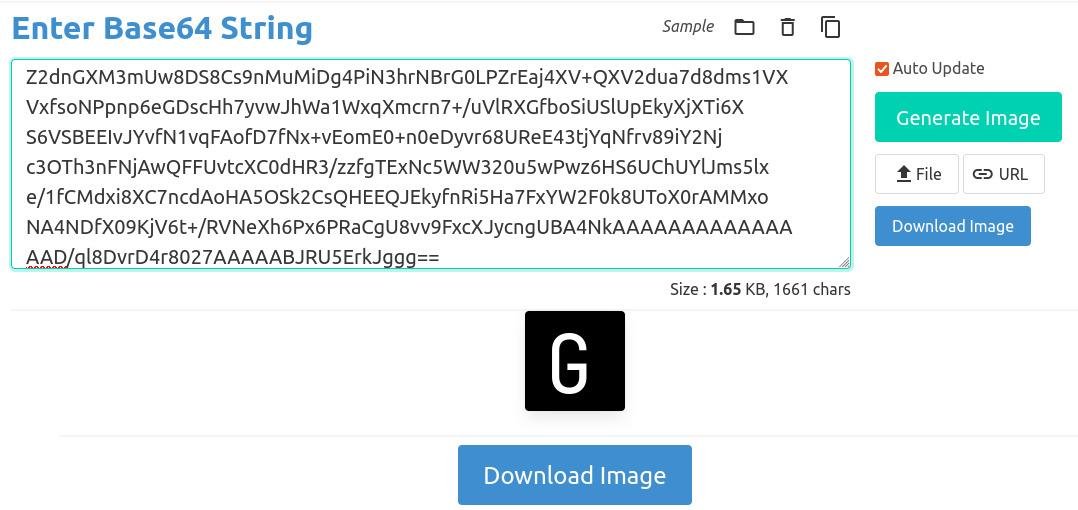 Enter Base64 String
Sample
Z2dnGXM3mUw8DS8Cs9nMuMiDg4PiN3hrNBrG0LPZrEaj4XV+QXV2dua7d8dms1VX
VxfsoNPpnp6eGDscHh7yvwJhWa1WxqXmcrn7+/uVlRXGfboSiUSlUpEkyXjXTi6X
S6VSBEEIvJYvfN1vqFAofD7fNx+vEomE0+n0eDyvr68UReE43tjYqNfrv89iY2Nj
c3OTh3nFNjAwQFFUvtcXC0dHR3/zzfgTExNc5WW320u5wPwz6HS6UChUYlJms5lx
e/1fCMdxi8XC7ncdAoHA5OSk2CsQHEEQJEkyfnRi5Ha7FxYW2F0k8UToX0rAMMxo
NA4NDfX09KjV6t+/RVNeXh6Px6PRaCgU8vv9FxcXJycngUBA4NkAAAAAAAAAAAAA
AAD/ql8DvrD4r8027AAAAABJRU5ErkJggg==
Size : 1.65 KB, 1661 chars
Auto Update
Generate Image
File
URL
Download Image
G
Download Image